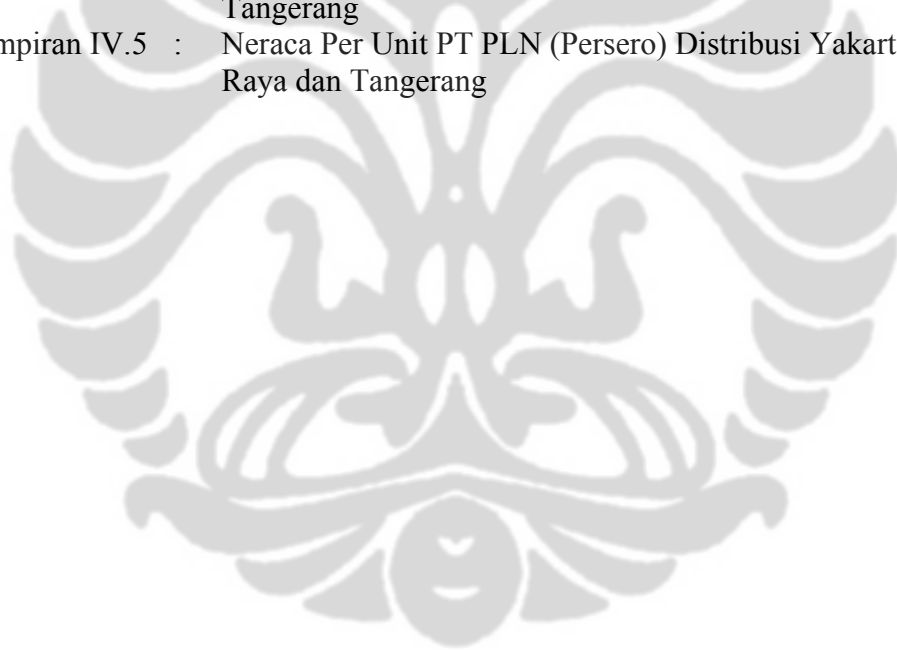 Tangerang
mpiran IV.5 : Neraca Per Unit PT PLN (Persero) Distribusi Yakart
Raya dan Tangerang